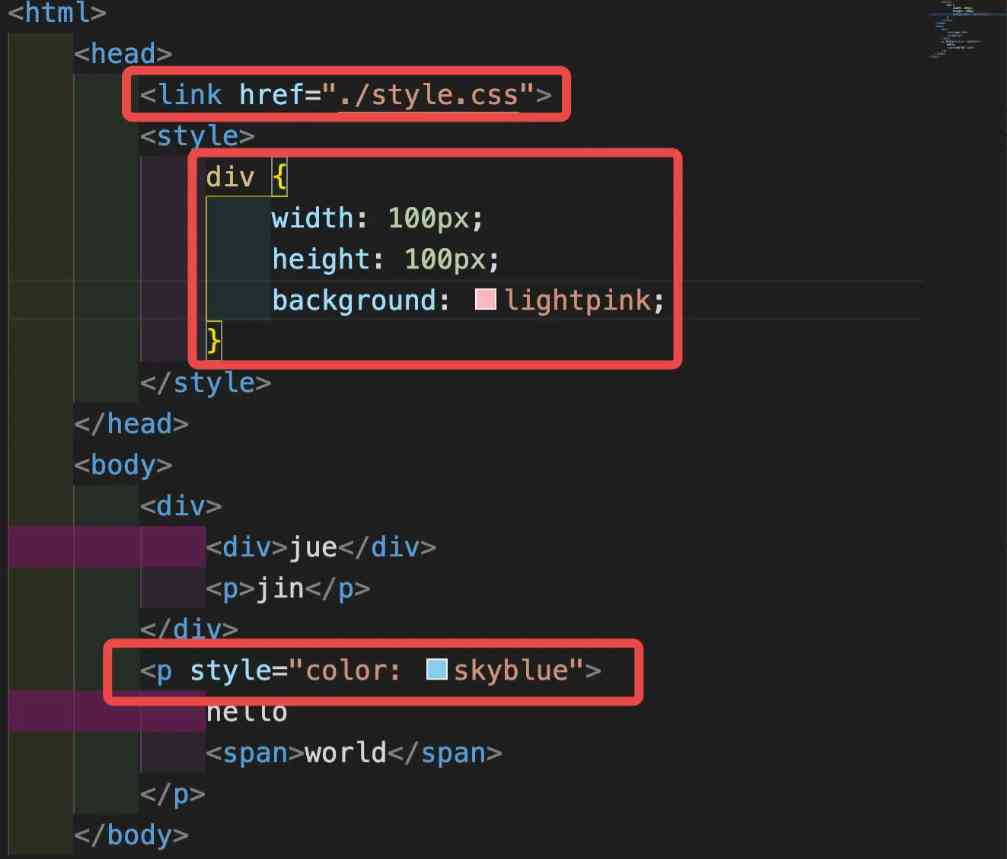 <html>
<head>
<link href="./style.css">
<style>
div {
width: 100px;
height: 100px;
background: lightpink;
}
</style>
</head>
<body>
<div>
<div>jue</div>
<p>jin</p>
</div>
<p style="color: skyblue">
hello
<span>world</span>
</p>
</body>